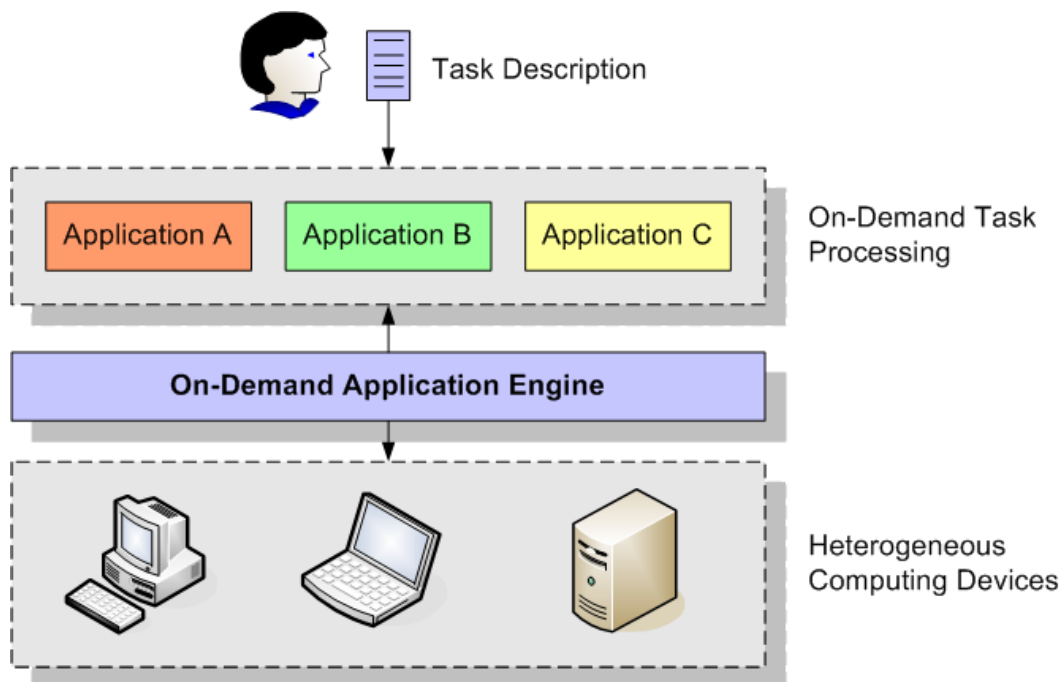 Task Description
Application A
Application B
Application C
On-Demand Task
Processing
On-Demand Application Engine
Heterogeneous
Computing Devices